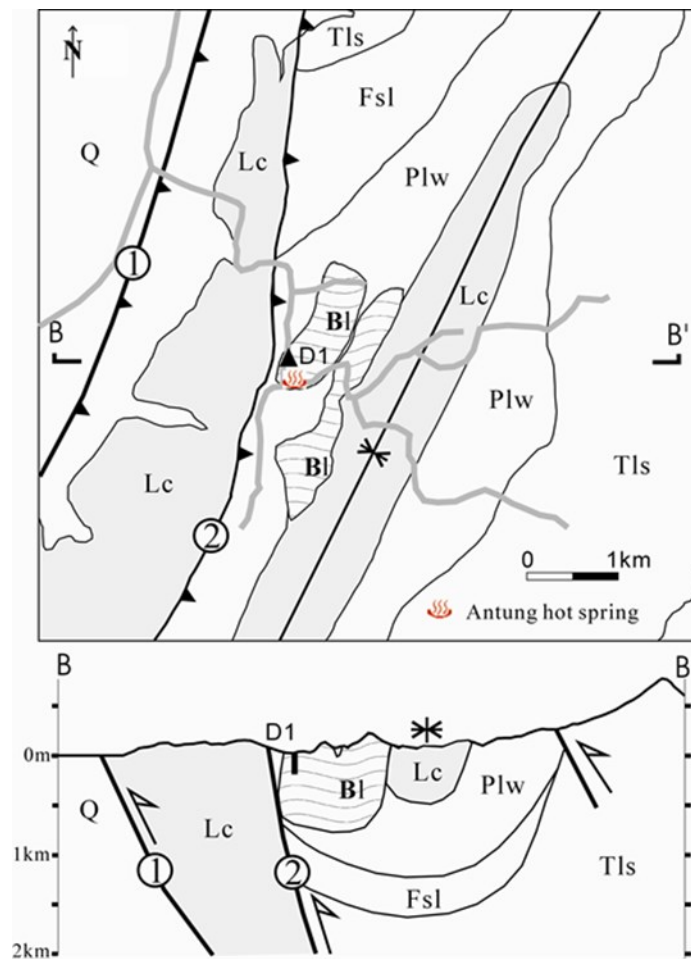 N
Tls
Fsl
Q
Lc
Plw
1
Lc
B
Bl
D1
B'
Plw
Lc
Bl
Tls
2
0 1km
Antung hot spring
B B
D1
0m
Lc
Bl
Plw
Q
Lc
1km
1
2
Tls
Fsl
2km